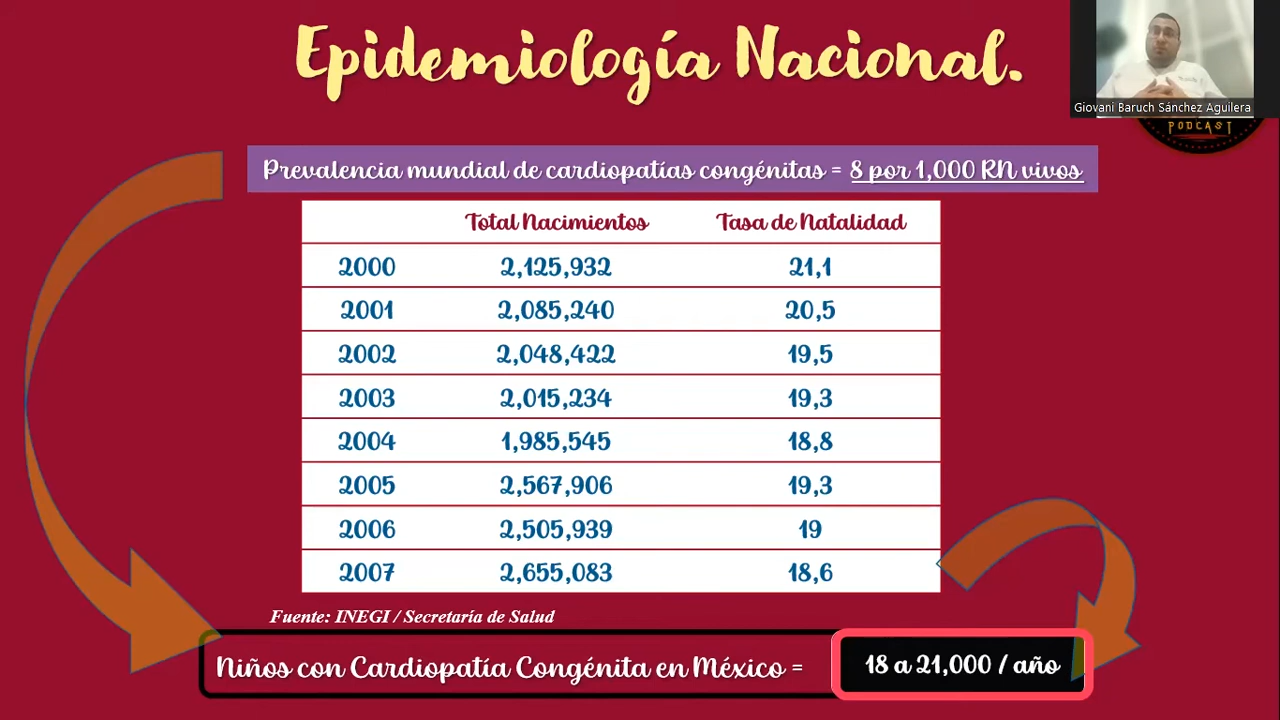 Epidemiología Nacional.
Giovani Baruch Sánchez Aguilera
PODCAST
Prevalencia mundial de cardiopatías congénitas = 8 por 1,000 RN vivos
Total Nacimientos Tasa de Natalidad
2000 2,125,932 21,1
2001 2,085,240 20,5
2002 2,048,422 19,5
2003 2,015,234 19,3
2004 1,985,545 18,8
2005 2,567,906 19,3
2006 2,505,939 19
2007 2,655,083 18,6
Fuente: INEGI / Secretaría de Salud
Niños con Cardiopatía Congénita en México = 18 a 21,000 / año